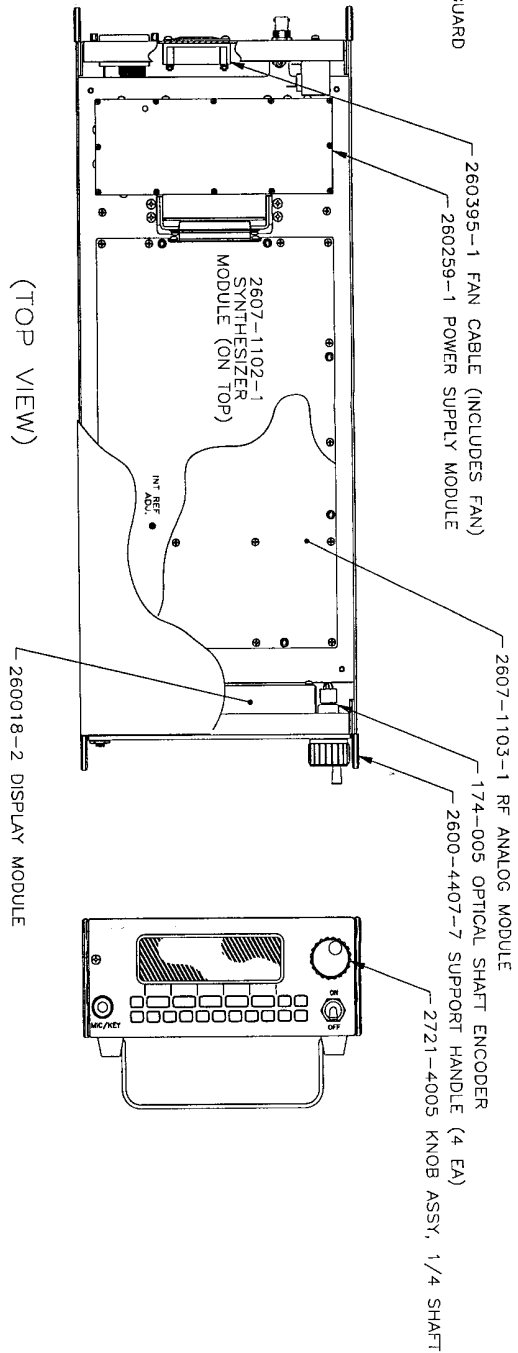 GUARD
260395-1 FAN CABLE (INCLUDES FAN)
260259-1 POWER SUPPLY MODULE
2607-1103-1 RF ANALOG MODULE
174-005 OPTICAL SHAFT ENCODER
2600-4407-7 SUPPORT HANDLE (4 EA)
2721-4005 KNOB ASSY, 1/4 SHAFT
2607-1102-1
SYNTHESIZER
MODULE (ON TOP)
INT REF
ADJ.
ON
OFF
MIC/KEY
260018-2 DISPLAY MODULE
(TOP VIEW)